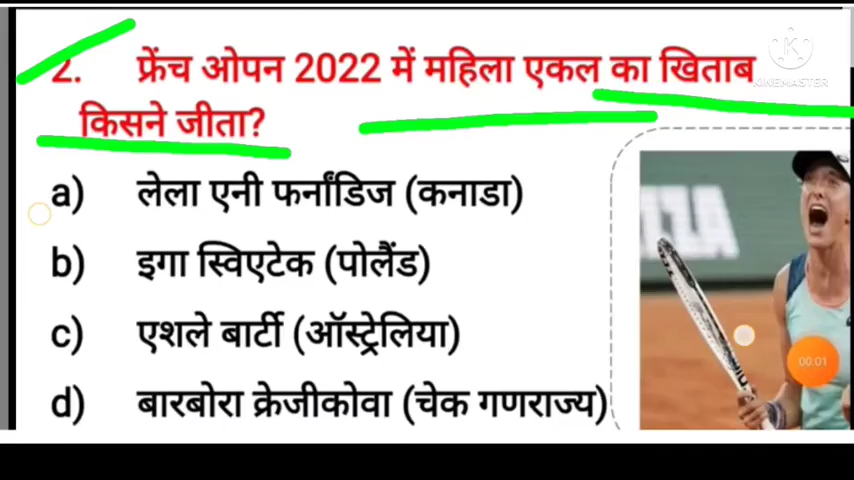 2. फ्रेंच ओपन 2022 में महिला एकल का खिताब
किसने जीता?
a) लेला एनी फर्नांडिज (कनाडा)
b) इगा स्विएटेक (पोलैंड)
c) एशले बार्टी (ऑस्ट्रेलिया)
d) बारबोरा क्रेजीकोवा (चेक गणराज्य)
K
KINEMASTER
00:01